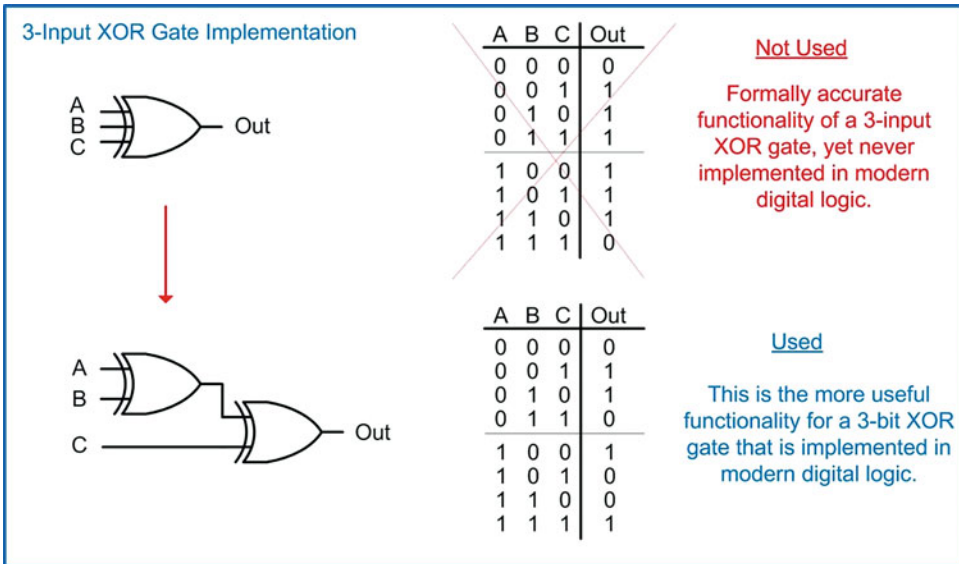 3-Input XOR Gate Implementation
A
B
C
Out
A B C Out
0 0 0 0
0 0 1 1
0 1 0 1
0 1 1 1
1 0 0 1
1 0 1 1
1 1 0 1
1 1 1 0
Not Used
Formally accurate
functionality of a 3-input
XOR gate, yet never
implemented in modern
digital logic.
A
B
C
Out
A B C Out
0 0 0 0
0 0 1 1
0 1 0 1
0 1 1 0
1 0 0 1
1 0 1 0
1 1 0 0
1 1 1 1
Used
This is the more useful
functionality for a 3-bit XOR
gate that is implemented in
modern digital logic.